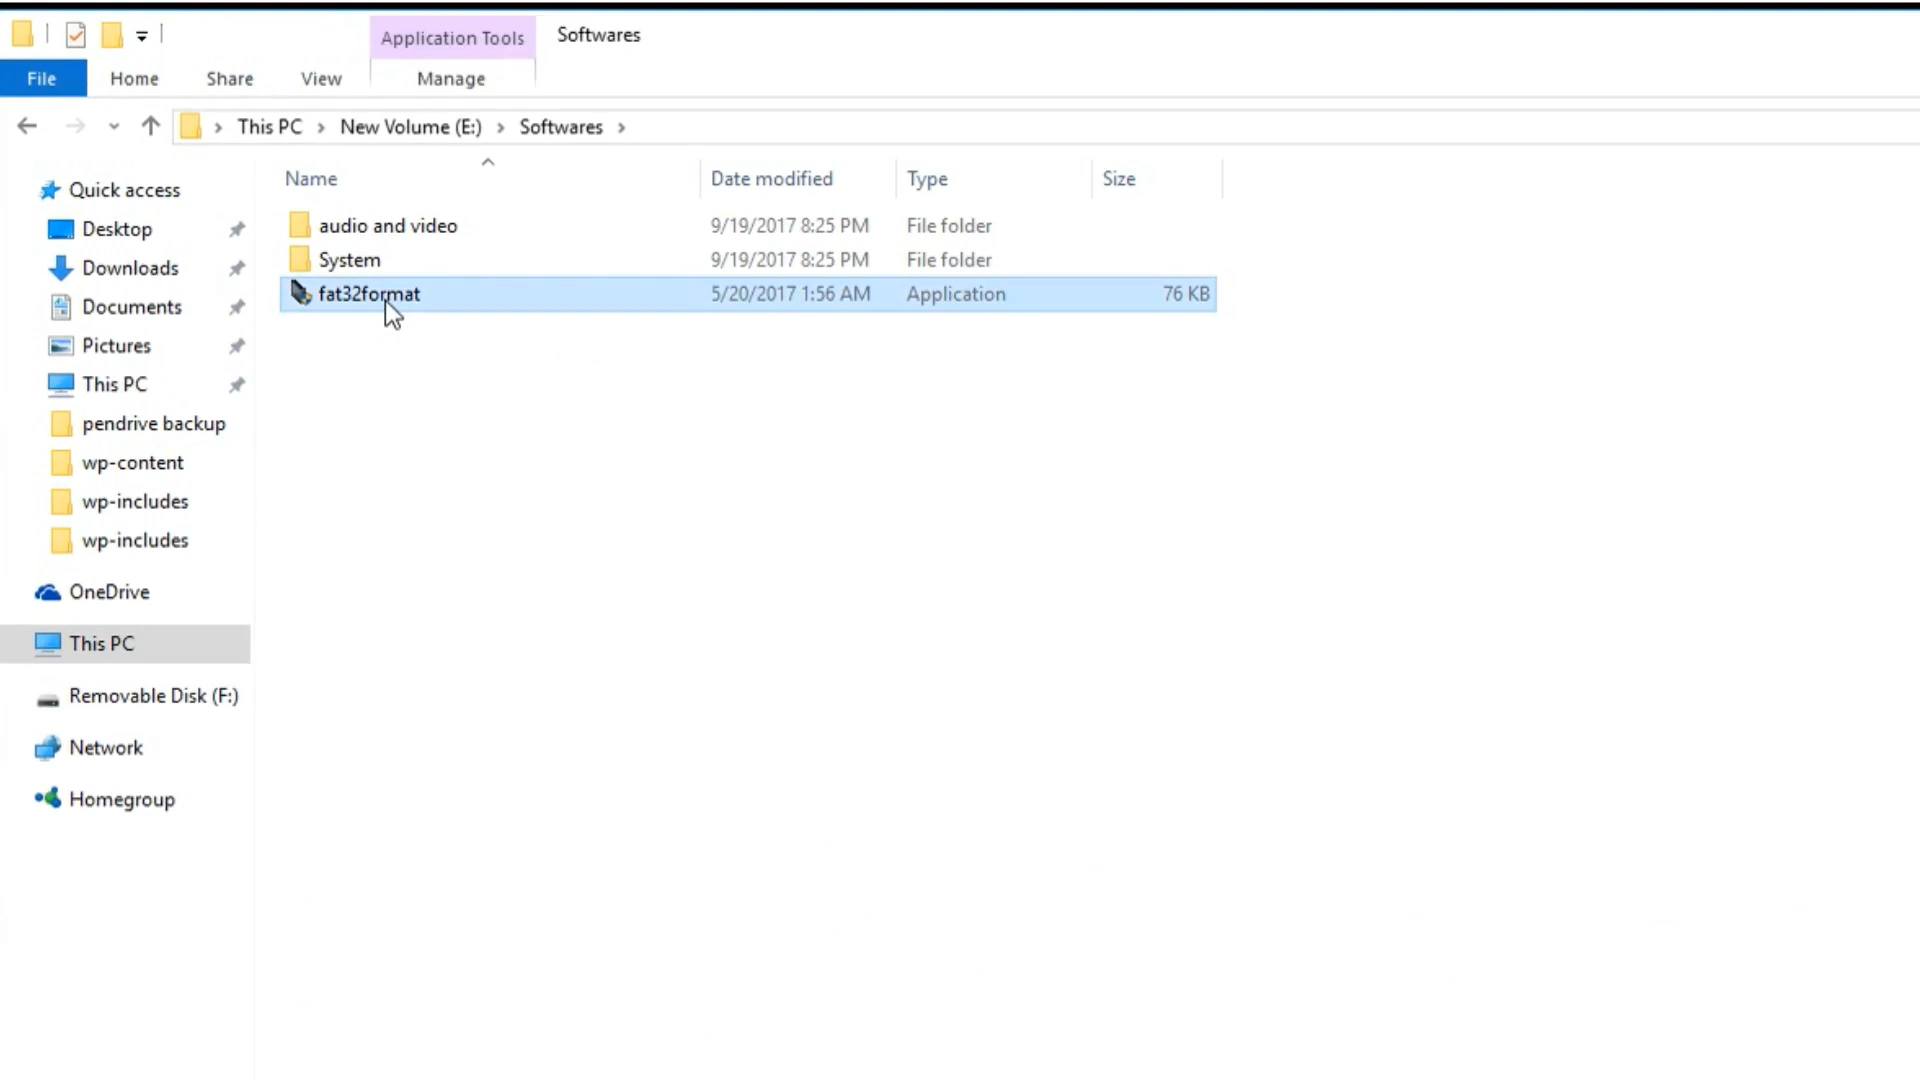 Application Tools
Softwares
File
Home
Share
View
Manage
This PC
New Volume (E:)
Softwares
Name
Date modified
Type
Size
Quick access
Desktop
Downloads
Documents
Pictures
This PC
pendrive backup
wp-content
wp-includes
wp-includes
OneDrive
This PC
Removable Disk (F:)
Network
Homegroup
audio and video 9/19/2017 8:25 PM File folder
System 9/19/2017 8:25 PM File folder
fat32format 5/20/2017 1:56 AM Application 76 KB